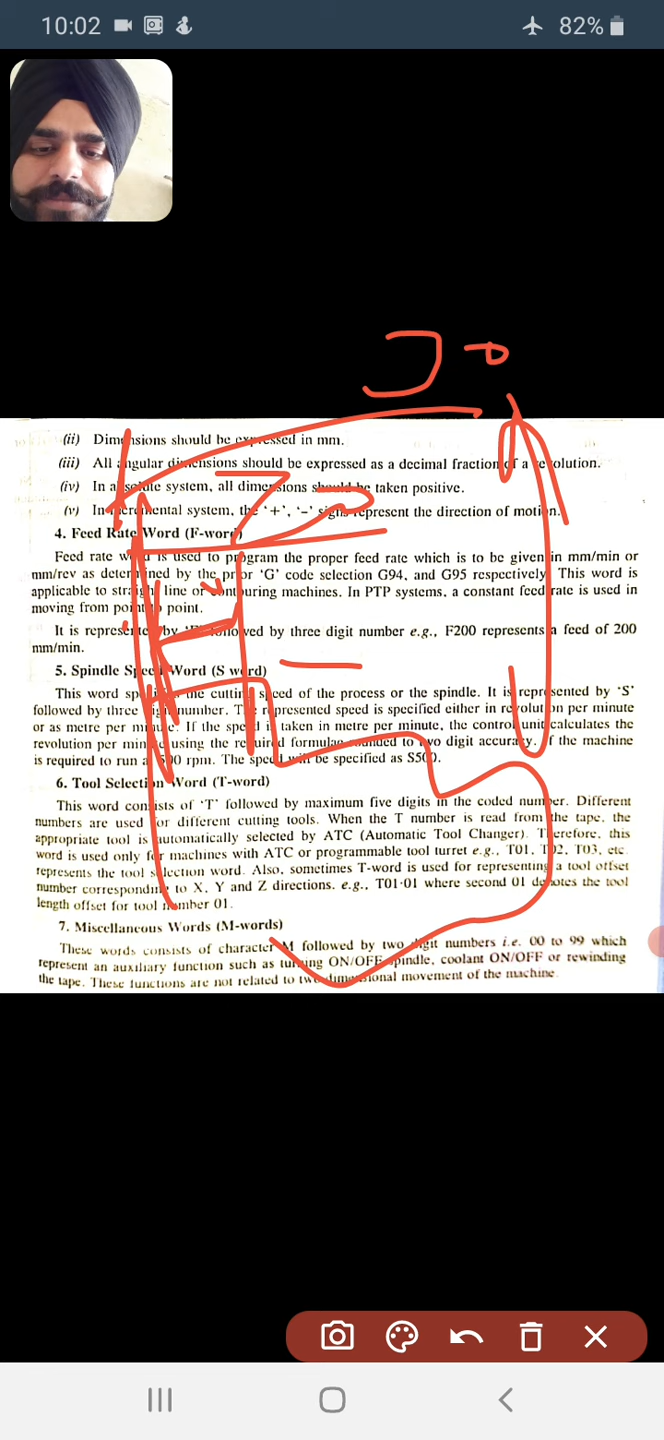 10:02
82%
(ii) Dimensions should be expressed in mm.
(iii) All angular dimensions should be expressed as a decimal fraction of a revolution.
(iv) In absolute system, all dimensions should be taken positive.
(v) Incremental system, the '+', '–' signs represent the direction of motion.
4. Feed Rate Word (F-word)
Feed rate word is used to program the proper feed rate which is to be given in mm/min or
mm/rev as determined by the prior 'G' code selection G94, and G95 respectively. This word is
applicable to straight line or contouring machines. In PTP systems, a constant feed rate is used in
moving from point to point.
It is represented by 'F' followed by three digit number e.g., F200 represents a feed of 200
mm/min.
5. Spindle Speed Word (S word)
This word specifies the cutting speed of the process or the spindle. It is represented by 'S'
followed by three digit number. The represented speed is specified either in revolution per minute
or as metre per minute. If the speed is taken in metre per minute, the control unit calculates the
revolution per minute using the required formulae rounded to two digit accuracy. If the machine
is required to run at 500 rpm. The speed will be specified as S500.
6. Tool Selection Word (T-word)
This word consists of 'T' followed by maximum five digits in the coded number. Different
numbers are used for different cutting tools. When the T number is read from the tape, the
appropriate tool is automatically selected by ATC (Automatic Tool Changer). Therefore, this
word is used only for machines with ATC or programmable tool turret e.g., T01, T02, T03, etc
represents the tool selection word. Also, sometimes T-word is used for representing a tool offset
number corresponding to X, Y and Z directions. e.g., T01·01 where second 01 denotes the tool
length offset for tool number 01.
7. Miscellaneous Words (M-words)
These words consists of character M followed by two digit numbers i.e. 00 to 99 which
represent an auxiliary function such as turning ON/OFF spindle, coolant ON/OFF or rewinding
the tape. These functions are not related to two dimensional movement of the machine.